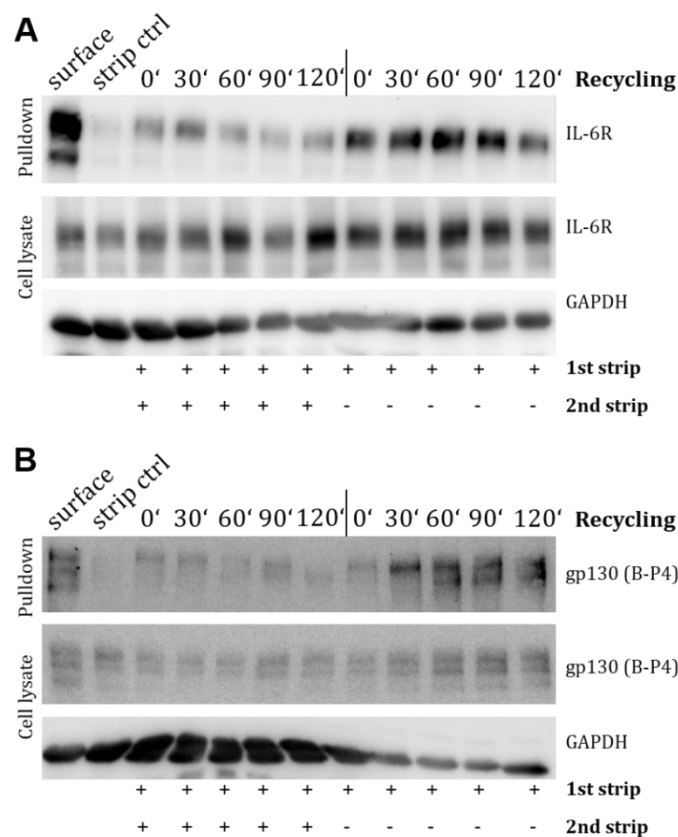 A
surface strip ctrl 0‘ 30‘ 60‘ 90‘ 120‘ 0‘ 30‘ 60‘ 90‘ 120‘ Recycling
Pulldown IL-6R
Cell lysate IL-6R
GAPDH
+ + + + + + + + + + 1st strip
+ + + + + - - - - - 2nd strip
B
surface strip ctrl 0‘ 30‘ 60‘ 90‘ 120‘ 0‘ 30‘ 60‘ 90‘ 120‘ Recycling
Pulldown gp130 (B-P4)
Cell lysate gp130 (B-P4)
GAPDH
+ + + + + + + + + + 1st strip
+ + + + + - - - - - 2nd strip